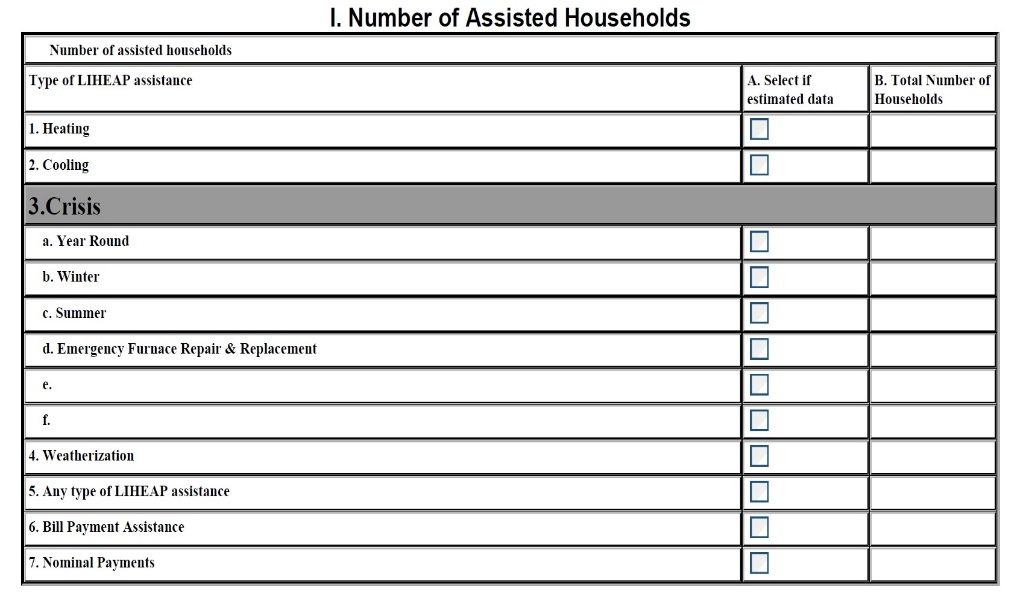 I. Number of Assisted Households
Number of assisted households
Type of LIHEAP assistance
A. Select if
estimated data
B. Total Number of
Households
1. Heating
2. Cooling
3.Crisis
a. Year Round
b. Winter
c. Summer
d. Emergency Furnace Repair & Replacement
e.
f.
4. Weatherization
5. Any type of LIHEAP assistance
6. Bill Payment Assistance
7. Nominal Payments